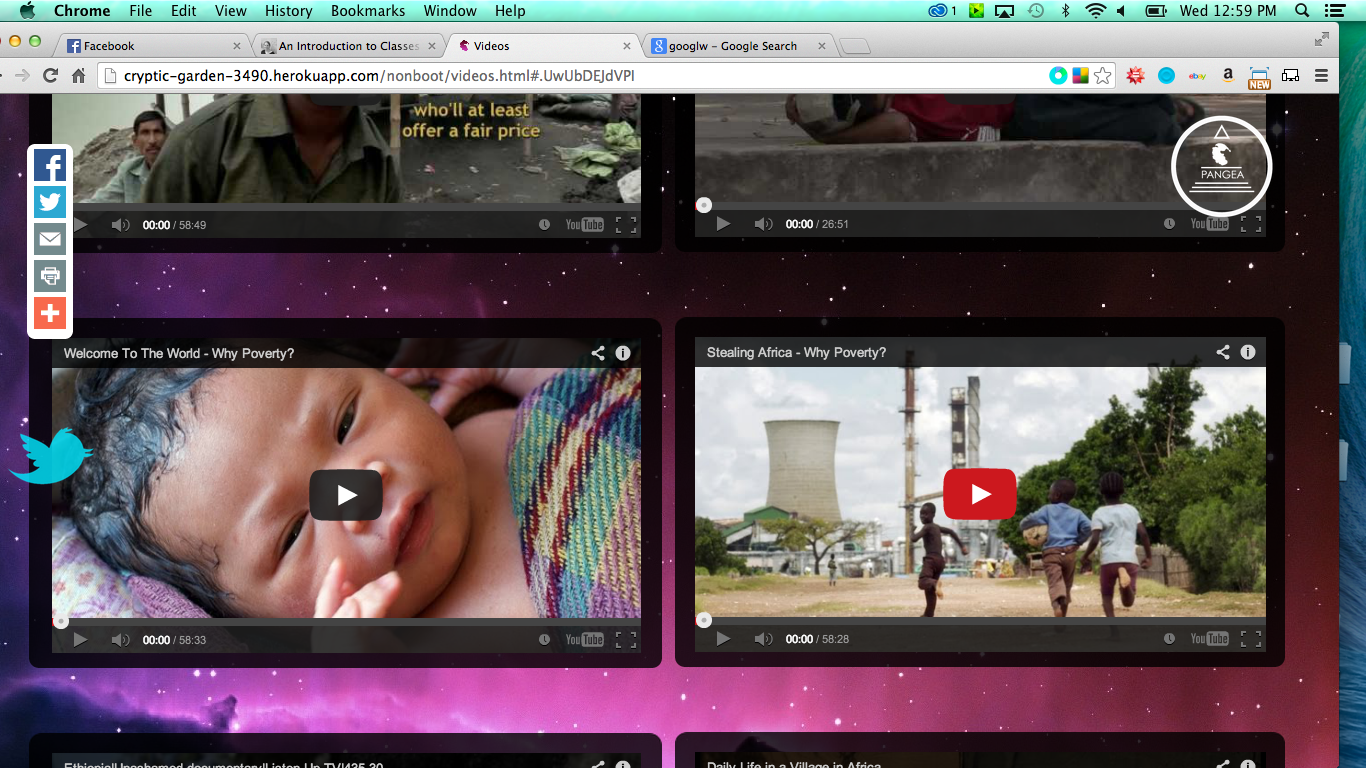 Chrome File Edit View History Bookmarks Window Help 1 Wed 12:59 PM
Facebook An Introduction to Classes Videos googlw - Google Search
cryptic-garden-3490.herokuapp.com/nonboot/videos.html#.UwUbDEJdVPI
ebay NEW
who'll at least
offer a fair price
PANGEA
00:00 / 58:49 YouTube
00:00 / 26:51 YouTube
Welcome To The World - Why Poverty?
Stealing Africa - Why Poverty?
00:00 / 58:33 YouTube
00:00 / 58:28 YouTube
Daily Life in a Village in Africa